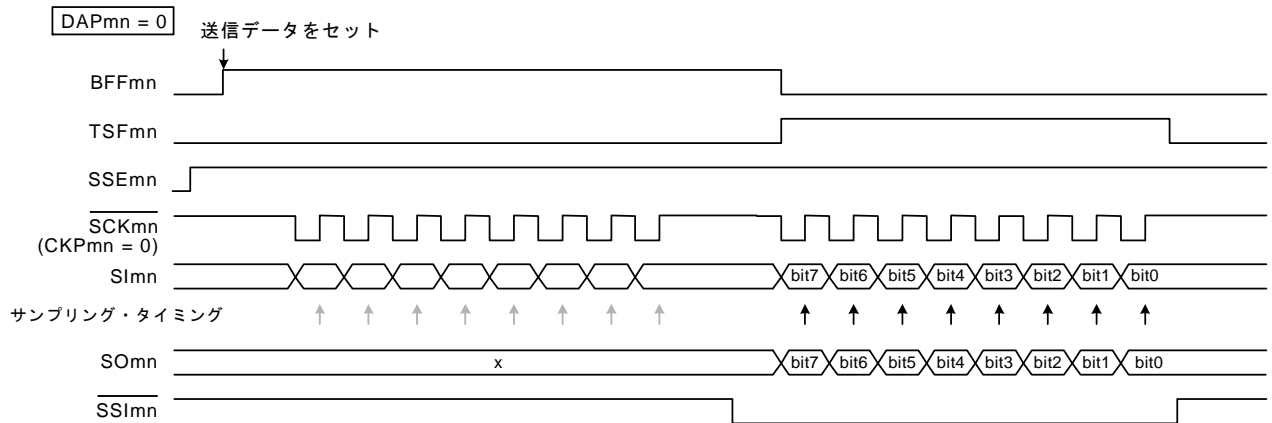 DAPmn = 0
送信データをセット
BFFmn
TSFmn
SSEmn
SCKmn
(CKPmn = 0)
SImn
bit7 bit6 bit5 bit4 bit3 bit2 bit1 bit0
サンプリング・タイミング
SOmn
x
bit7 bit6 bit5 bit4 bit3 bit2 bit1 bit0
SSImn